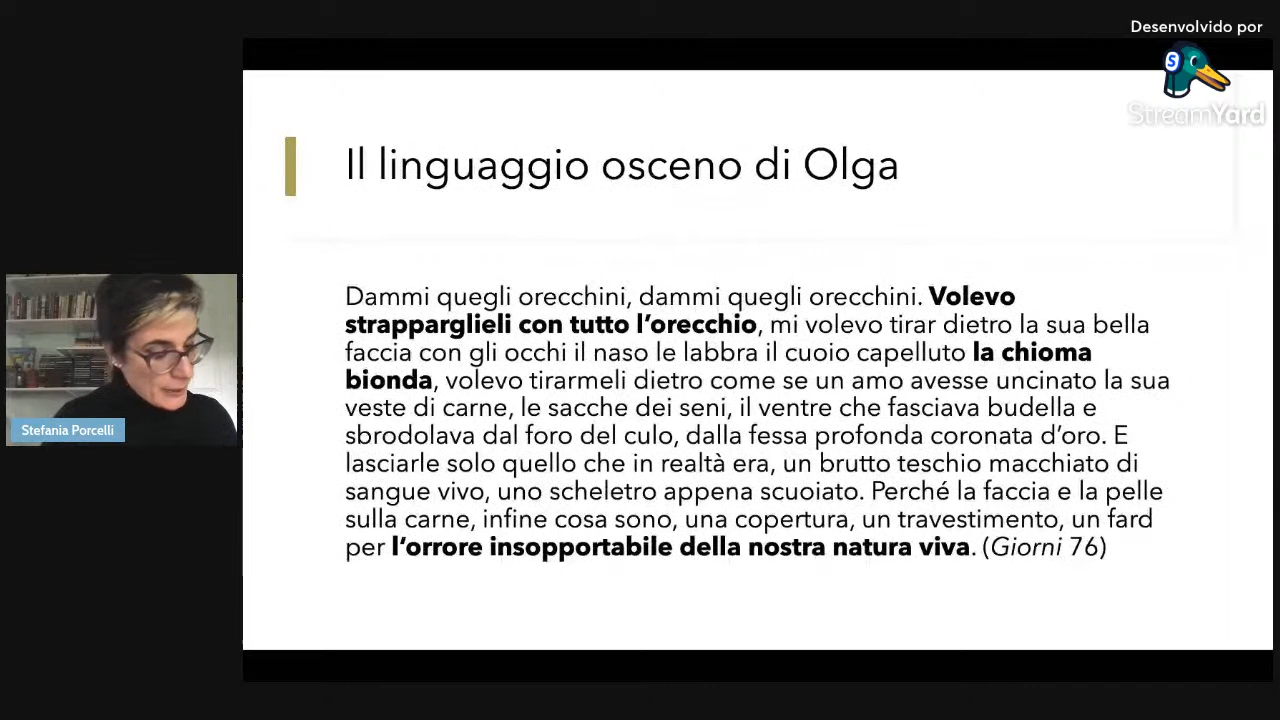 Desenvolvido por
S
StreamYard
Il linguaggio osceno di Olga
Dammi quegli orecchini, dammi quegli orecchini. Volevo
strapparglieli con tutto l’orecchio, mi volevo tirar dietro la sua bella
faccia con gli occhi il naso le labbra il cuoio capelluto la chioma
bionda, volevo tirarmeli dietro come se un amo avesse uncinato la sua
veste di carne, le sacche dei seni, il ventre che fasciava budella e
sbrodolava dal foro del culo, dalla fessa profonda coronata d’oro. E
lasciarle solo quello che in realtà era, un brutto teschio macchiato di
sangue vivo, uno scheletro appena scuoiato. Perché la faccia e la pelle
sulla carne, infine cosa sono, una copertura, un travestimento, un fard
per l’orrore insopportabile della nostra natura viva. (Giorni 76)
Stefania Porcelli